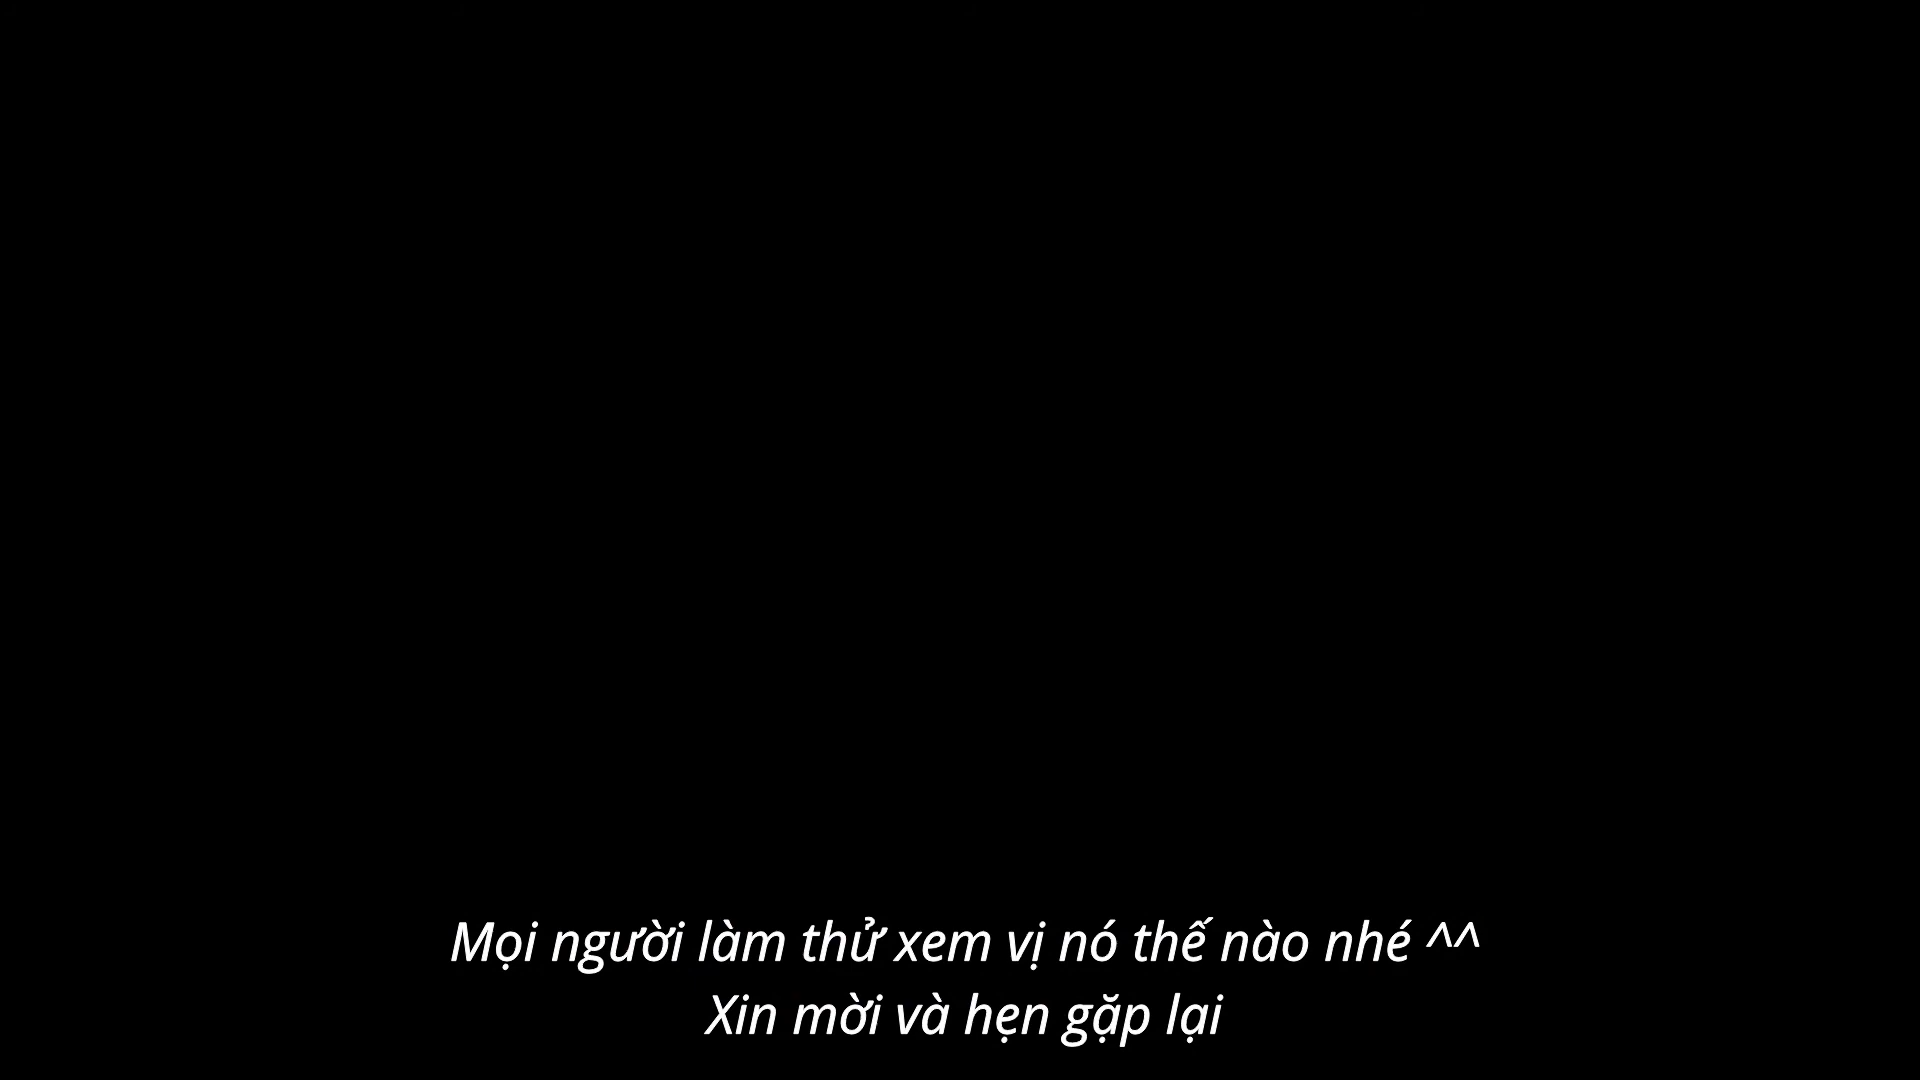 Mọi người làm thử xem vị nó thế nào nhé ^^
Xin mời và hẹn gặp lại